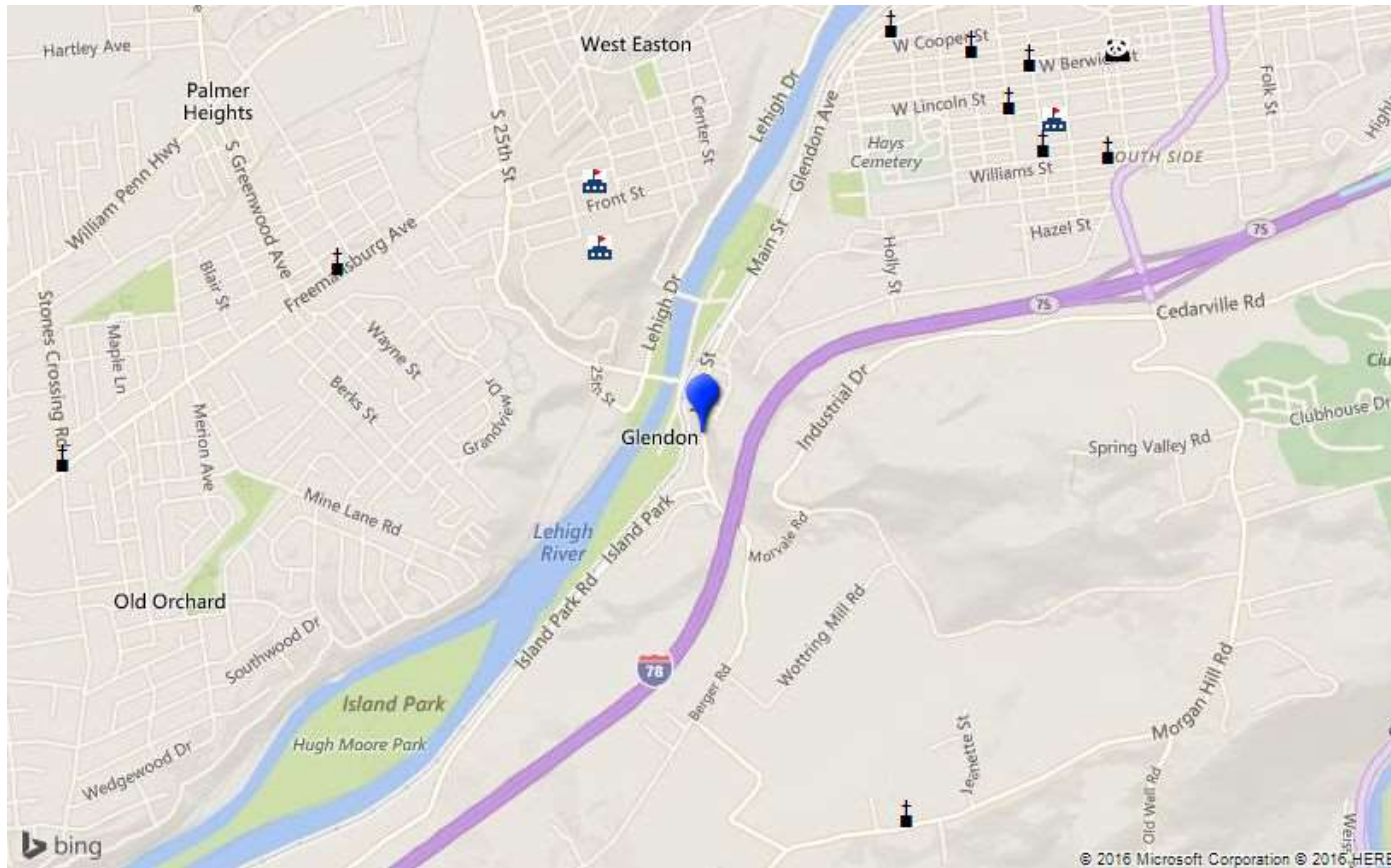 Hartley Ave
West Easton
W Cooper St
W Berwick St
Palmer
Heights
S 25th St
Center St
Lehigh Dr
Glendon Ave
W Lincoln St
Folk St
Hays
Cemetery
Williams St
OUTH SIDE
William Penn Hwy
S Greenwood Ave
Front St
Freemansburg Ave
Main St
Holly St
Hazel St
75
75
Blair St
Lehigh Dr
Cedarville Rd
Stones Crossing Rd
Maple Ln
Wayne St
St
Industrial Dr
Berks St
25th St
Grandview Dr
Clubhouse Dr
Merion Ave
Glendon
Spring Valley Rd
Mine Lane Rd
Lehigh
River
Island Park
Morvale Rd
Old Orchard
Island Park Rd
Wottring Mill Rd
Southwood Dr
78
Berger Rd
Morgan Hill Rd
Island Park
Hugh Moore Park
Jeanette St
Wedgewood Dr
Old Well Rd
bing
© 2016 Microsoft Corporation © 2016 HERE